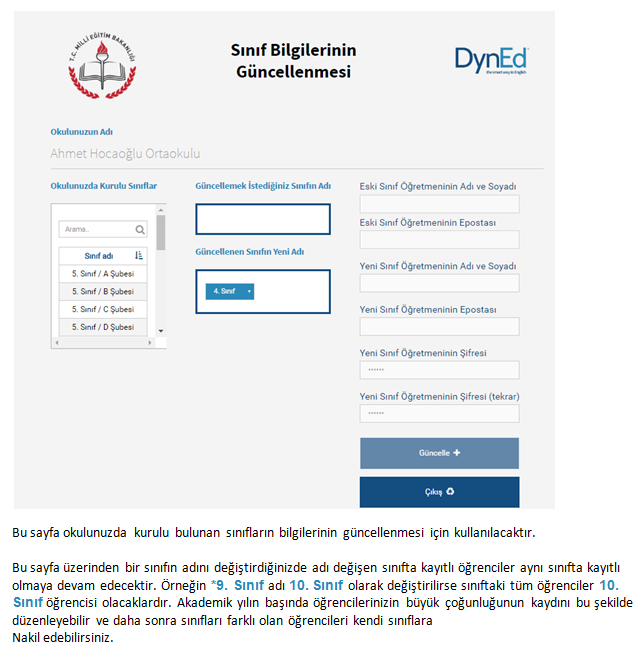 T.C. MİLLİ EĞİTİM BAKANLIĞI
Sınıf Bilgilerinin
Güncellenmesi
DynEd
the smart way to English
Okulunuzun Adı
Ahmet Hocaoğlu Ortaokulu
Okulunuzda Kurulu Sınıflar
Arama..
Sınıf adı
5. Sınıf / A Şubesi
5. Sınıf / B Şubesi
5. Sınıf / C Şubesi
5. Sınıf / D Şubesi
Güncellemek İstediğiniz Sınıfın Adı
Güncellenen Sınıfın Yeni Adı
4. Sınıf
Eski Sınıf Öğretmeninin Adı ve Soyadı
Eski Sınıf Öğretmeninin Epostası
Yeni Sınıf Öğretmeninin Adı ve Soyadı
Yeni Sınıf Öğretmeninin Epostası
Yeni Sınıf Öğretmeninin Şifresi
••••••
Yeni Sınıf Öğretmeninin Şifresi (tekrar)
••••••
Güncelle +
Çıkış
Bu sayfa okulunuzda kurulu bulunan sınıfların bilgilerinin güncellenmesi için kullanılacaktır.
Bu sayfa üzerinden bir sınıfın adını değiştirdiğinizde adı değişen sınıfta kayıtlı öğrenciler aynı sınıfta kayıtlı
olmaya devam edecektir. Örneğin *9. Sınıf adı 10. Sınıf olarak değiştirilirse sınıftaki tüm öğrenciler 10.
Sınıf öğrencisi olacaklardır. Akademik yılın başında öğrencilerinizin büyük çoğunluğunun kaydını bu şekilde
düzenleyebilir ve daha sonra sınıfları farklı olan öğrencileri kendi sınıflara
Nakil edebilirsiniz.